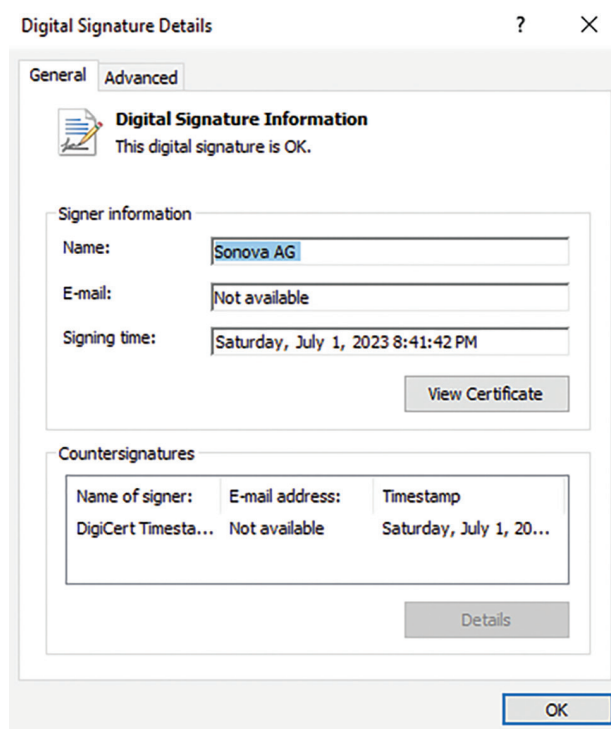 Digital Signature Details ? ×
General Advanced
Digital Signature Information
This digital signature is OK.
Signer information
Name: Sonova AG
E-mail: Not available
Signing time: Saturday, July 1, 2023 8:41:42 PM
View Certificate
Countersignatures
Name of signer: E-mail address: Timestamp
DigiCert Timesta... Not available Saturday, July 1, 20...
Details
OK